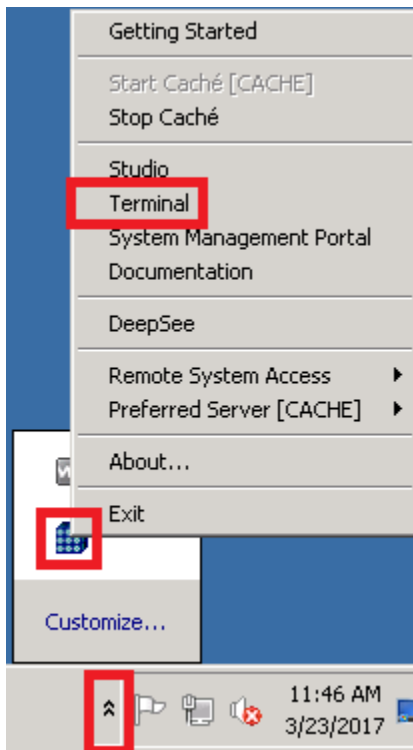 Getting Started
Start Caché [CACHE]
Stop Caché
Studio
Terminal
System Management Portal
Documentation
DeepSee
Remote System Access
Preferred Server [CACHE]
About...
Exit
Customize...
11:46 AM
3/23/2017